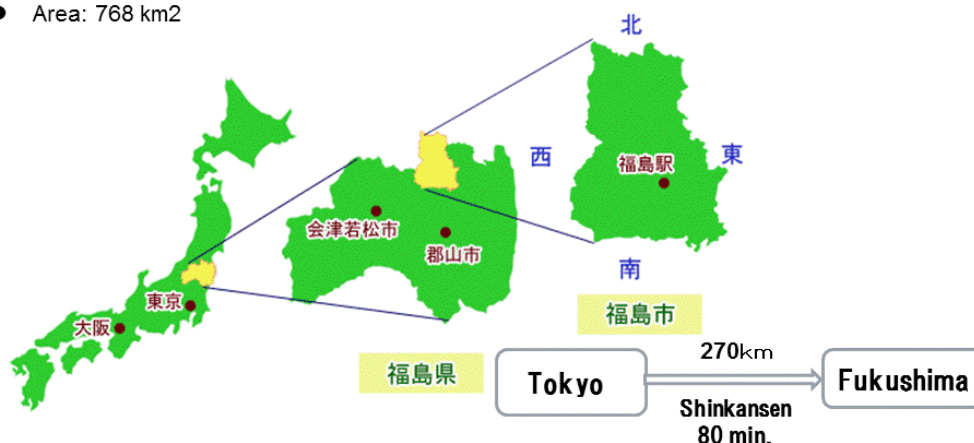 Area: 768 km2
北
西
東
福島駅
南
福島市
会津若松市
郡山市
福島県
東京
大阪
Tokyo
270km
Shinkansen
80 min.
Fukushima